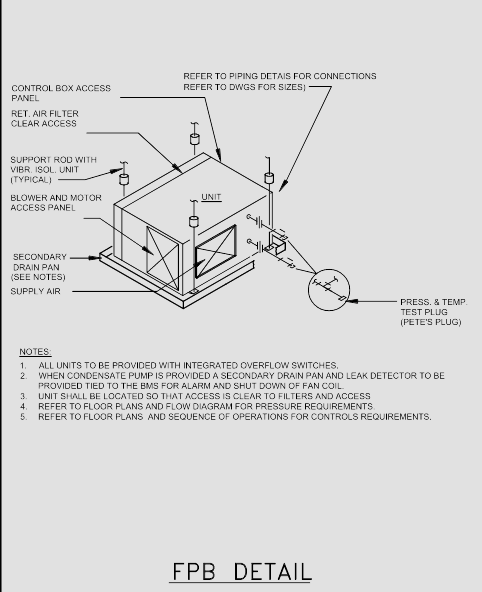 REFER TO PIPING DETAIS FOR CONNECTIONS
REFER TO DWGS FOR SIZES)
CONTROL BOX ACCESS
PANEL
RET. AIR FILTER
CLEAR ACCESS
SUPPORT ROD WITH
VIBR. ISOL. UNIT
(TYPICAL)
UNIT
BLOWER AND MOTOR
ACCESS PANEL
SECONDARY
DRAIN PAN
(SEE NOTES)
SUPPLY AIR
PRESS. & TEMP.
TEST PLUG
(PETE'S PLUG)
NOTES:
1. ALL UNITS TO BE PROVIDED WITH INTEGRATED OVERFLOW SWITCHES.
2. WHEN CONDENSATE PUMP IS PROVIDED A SECONDARY DRAIN PAN AND LEAK DETECTOR TO BE
PROVIDED TIED TO THE BMS FOR ALARM AND SHUT DOWN OF FAN COIL.
3. UNIT SHALL BE LOCATED SO THAT ACCESS IS CLEAR TO FILTERS AND ACCESS
4. REFER TO FLOOR PLANS AND FLOW DIAGRAM FOR PRESSURE REQUIREMENTS
5. REFER TO FLOOR PLANS AND SEQUENCE OF OPERATIONS FOR CONTROLS REQUIREMENTS.
FPB DETAIL